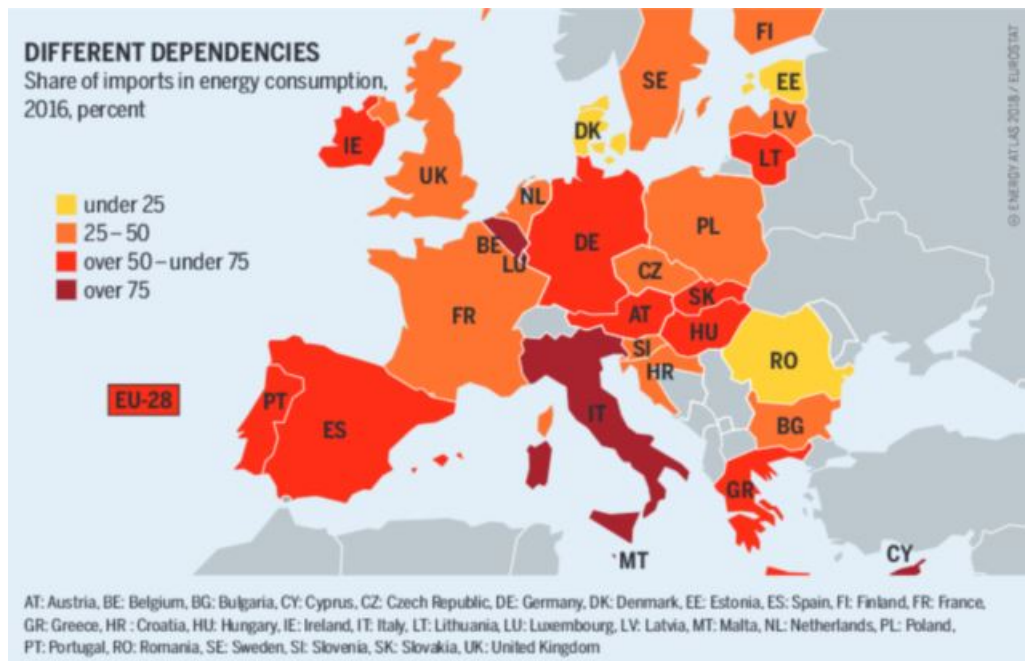 DIFFERENT DEPENDENCIES
Share of imports in energy consumption,
2016, percent
under 25
25–50
over 50–under 75
over 75
EU-28
FI
SE
EE
LV
LT
DK
IE
UK
NL
BE
LU
DE
PL
CZ
SK
AT
HU
FR
SI
HR
RO
BG
PT
ES
IT
GR
MT
CY
© ENERGY ATLAS 2018 / EUROSTAT
AT: Austria, BE: Belgium, BG: Bulgaria, CY: Cyprus, CZ: Czech Republic, DE: Germany, DK: Denmark, EE: Estonia, ES: Spain, FI: Finland, FR: France,
GR: Greece, HR : Croatia, HU: Hungary, IE: Ireland, IT: Italy, LT: Lithuania, LU: Luxembourg, LV: Latvia, MT: Malta, NL: Netherlands, PL: Poland,
PT: Portugal, RO: Romania, SE: Sweden, SI: Slovenia, SK: Slovakia, UK: United Kingdom